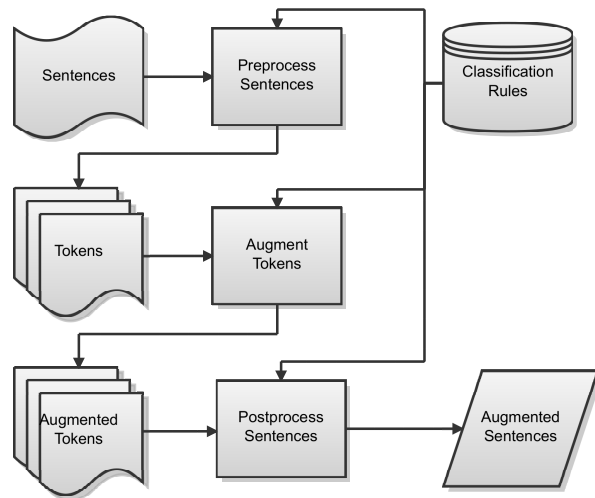 Sentences
Preprocess
Sentences
Classification
Rules
Tokens
Augment
Tokens
Augmented
Tokens
Postprocess
Sentences
Augmented
Sentences